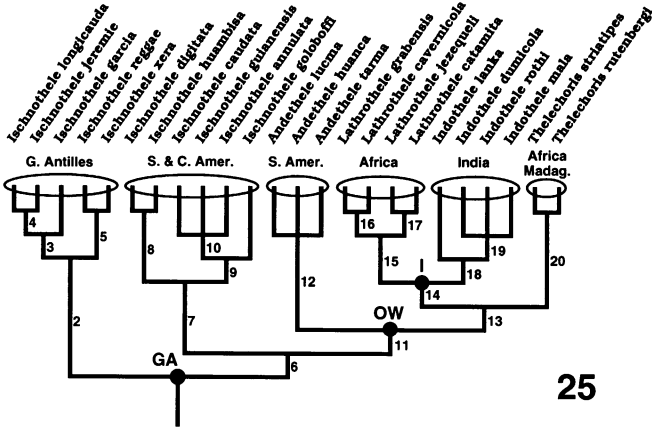 Ischnothele longicauda
Ischnothele jeremie
Ischnothele garcia
Ischnothele reggae
Ischnothele xera
Ischnothele digitata
Ischnothele huambisa
Ischnothele caudata
Ischnothele guianensis
Ischnothele annulata
Ischnothele goloboffi
Andethele lucma
Andethele huanca
Andethele tarma
Lathrothele grabensis
Lathrothele cavernicola
Lathrothele jezequeli
Lathrothele catamita
Indothele lanka
Indothele dumicola
Indothele rothi
Indothele mala
Thelechoris striatipes
Thelechoris rutenbergi
G. Antilles
S. & C. Amer.
S. Amer.
Africa
India
Africa
Madag.
4
5
3
8
10
9
16
17
15
19
18
I
14
12
20
2
7
OW
13
11
GA
6
25